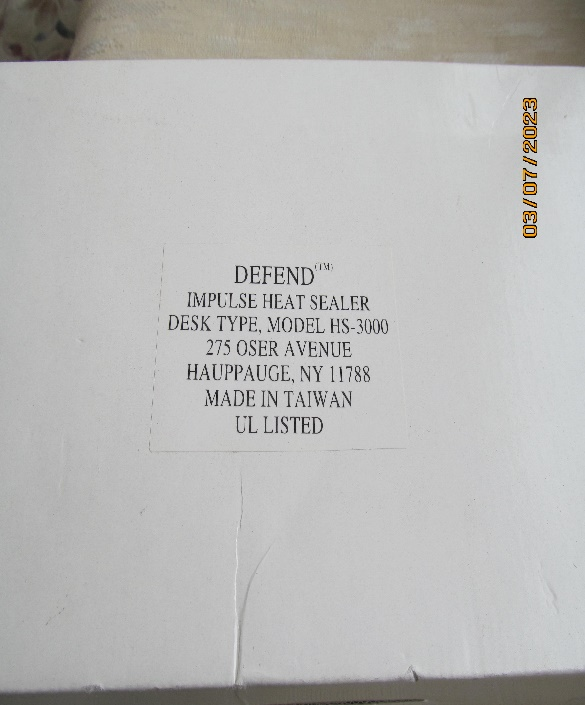 DEFEND(TM)
IMPULSE HEAT SEALER
DESK TYPE, MODEL HS-3000
275 OSER AVENUE
HAUPPAUGE, NY 11788
MADE IN TAIWAN
UL LISTED
03/07/2023